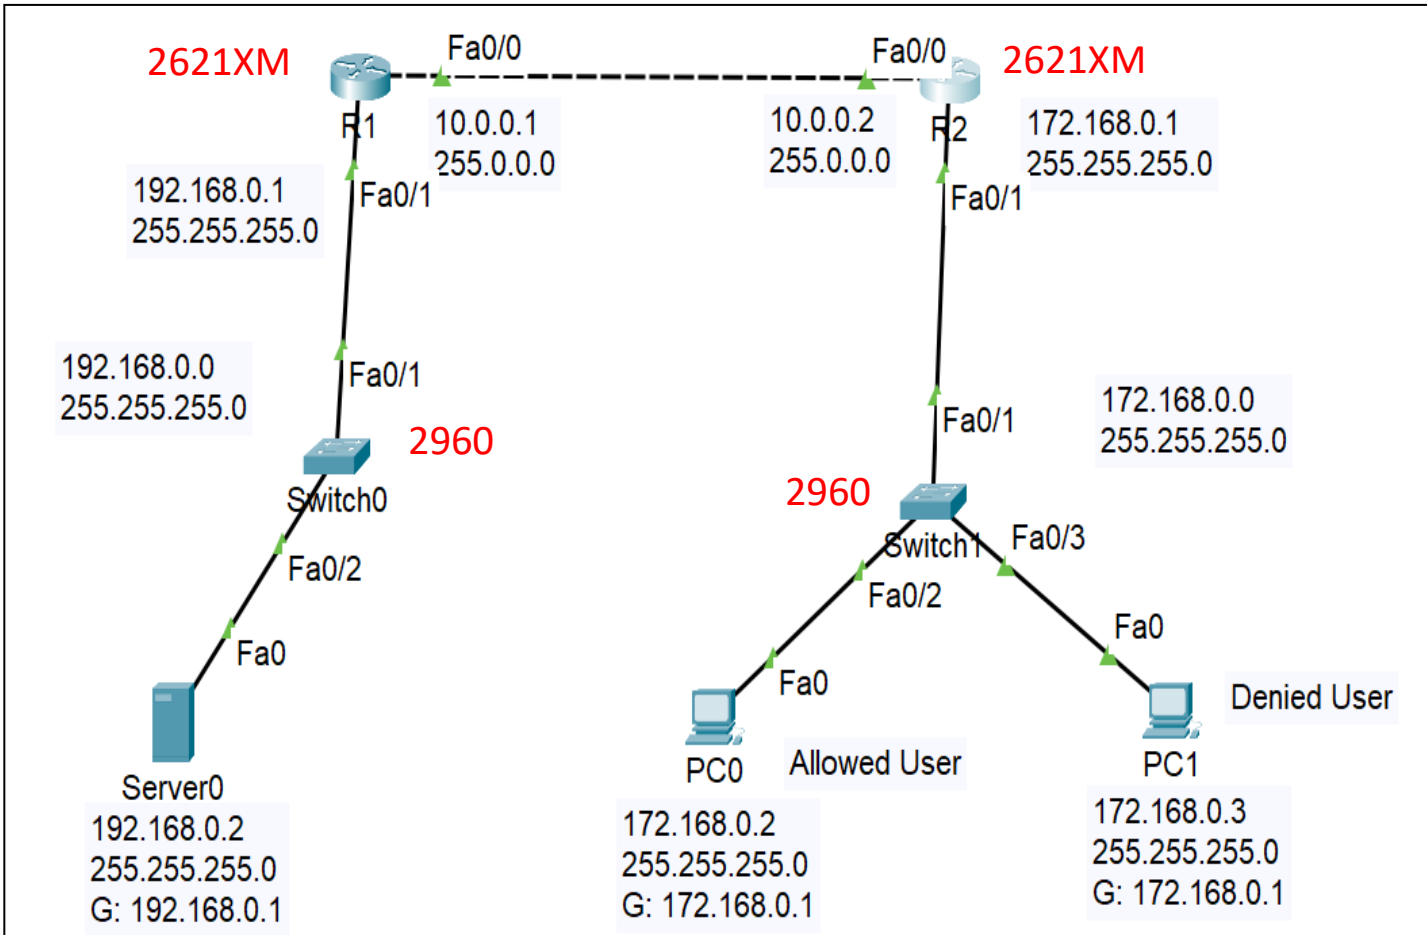 2621XM
Fa0/0
Fa0/0
2621XM
R1
10.0.0.1
255.0.0.0
10.0.0.2
255.0.0.0
R2
172.168.0.1
255.255.255.0
192.168.0.1
255.255.255.0
Fa0/1
Fa0/1
192.168.0.0
255.255.255.0
Fa0/1
2960
Switch0
172.168.0.0
255.255.255.0
Fa0/1
2960
Switch1
Fa0/3
Fa0/2
Fa0/2
Fa0
Fa0
Fa0
Denied User
Server0
192.168.0.2
255.255.255.0
G: 192.168.0.1
PC0
Allowed User
172.168.0.2
255.255.255.0
G: 172.168.0.1
PC1
172.168.0.3
255.255.255.0
G: 172.168.0.1